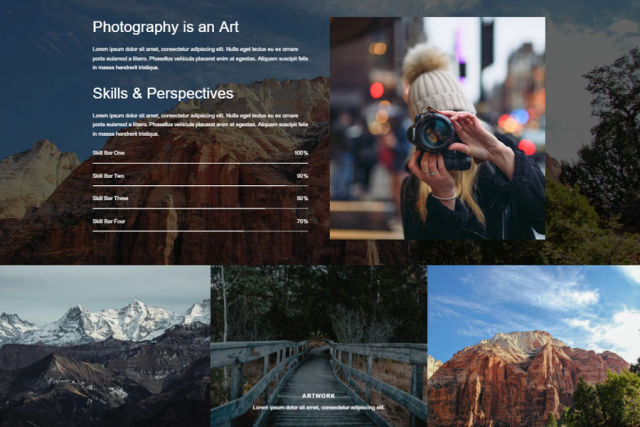 Photography is an Art
Lorem ipsum dolor sit amet, consectetur adipiscing elit. Nulla eget lectus eu ex ornare
porta euismod a libero. Phasellus vehicula placerat enim at egestas. Aliquam suscipit felis
in massa hendrerit tristique.
Skills & Perspectives
Lorem ipsum dolor sit amet, consectetur adipiscing elit. Nulla eget lectus eu ex ornare
porta euismod a libero. Phasellus vehicula placerat enim at egestas. Aliquam suscipit felis
in massa hendrerit tristique.
Skill Bar One 100%
Skill Bar Two 90%
Skill Bar Three 80%
Skill Bar Four 70%
ARTWORK
Lorem ipsum dolor sit amet, consectetur adipiscing elit.